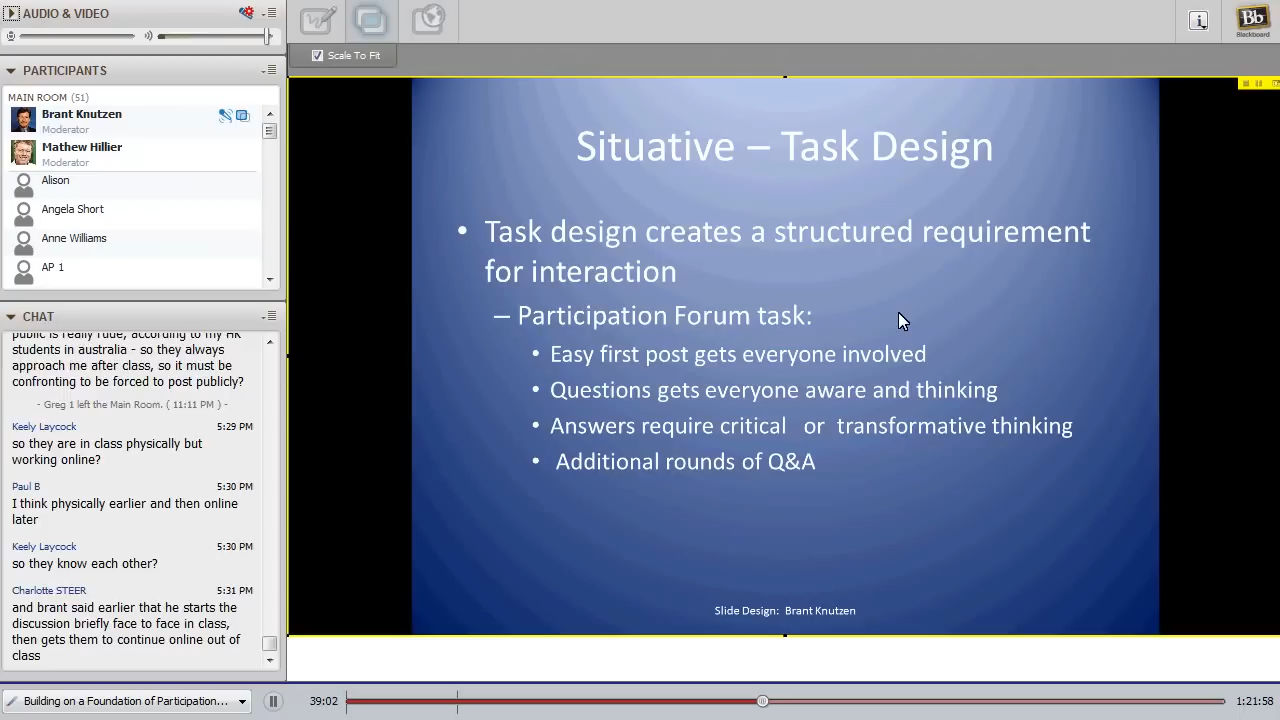 AUDIO & VIDEO
PARTICIPANTS
MAIN ROOM (51)
Brant Knutzen
Moderator
Mathew Hillier
Moderator
Alison
Angela Short
Anne Williams
AP 1
CHAT
public is really rude, according to my HK
students in australia - so they always
approach me after class, so it must be
confronting to be forced to post publicly?
- Greg 1 left the Main Room. ( 11:11 PM ) -
Keely Laycock 5:29 PM
so they are in class physically but
working online?
Paul B 5:30 PM
I think physically earlier and then online
later
Keely Laycock 5:30 PM
so they know each other?
Charlotte STEER 5:31 PM
and brant said earlier that he starts the
discussion briefly face to face in class,
then gets them to continue online out of
class
Scale To Fit
Bb
Blackboard
Situative – Task Design
• Task design creates a structured requirement
for interaction
– Participation Forum task:
• Easy first post gets everyone involved
• Questions gets everyone aware and thinking
• Answers require critical or transformative thinking
• Additional rounds of Q&A
Slide Design: Brant Knutzen
Building on a Foundation of Participation...
39:02
1:21:58